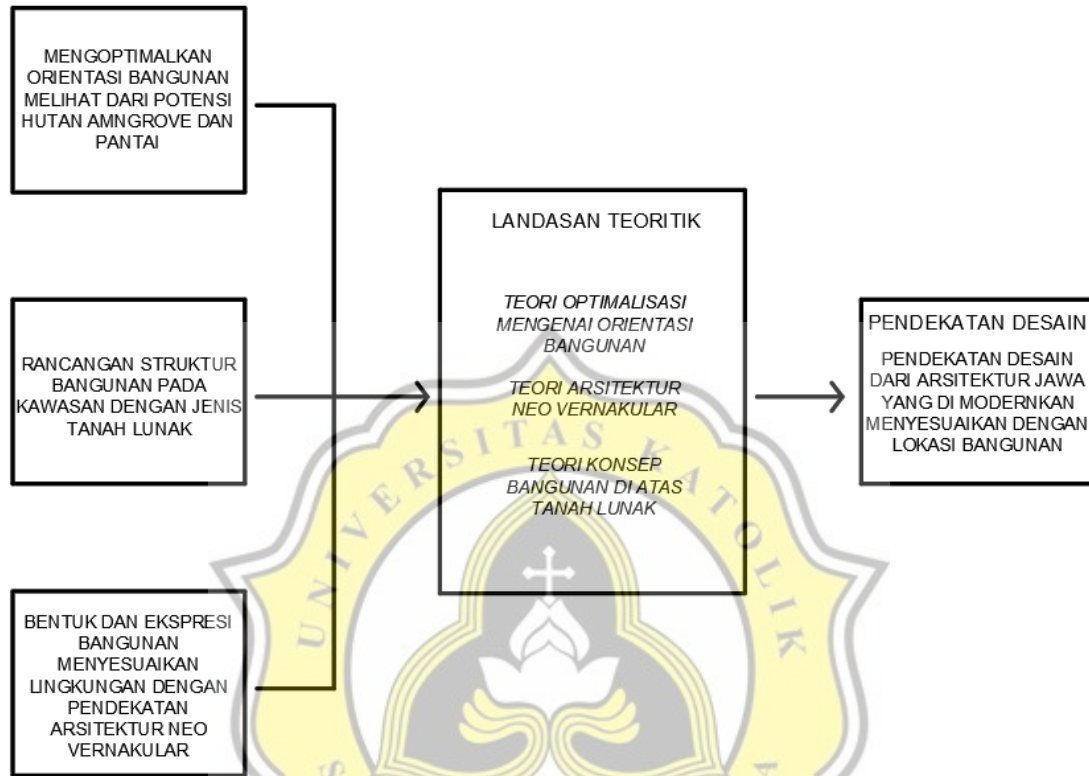 MENGOPTIMALKAN
ORIENTASI BANGUNAN
MELIHAT DARI POTENSI
HUTAN AMNGROVE DAN
PANTAI
RANCANGAN STRUKTUR
BANGUNAN PADA
KAWASAN DENGAN JENIS
TANAH LUNAK
BENTUK DAN EKSPRESI
BANGUNAN
MENYESUAIKAN
LINGKUNGAN DENGAN
PENDEKATAN
ARSITEKTUR NEO
VERNAKULAR
LANDASAN TEORITIK
TEORI OPTIMALISASI
MENGENAI ORIENTASI
BANGUNAN
TEORI ARSITEKTUR
NEO VERNAKULAR
TEORI KONSEP
BANGUNAN DI ATAS
TANAH LUNAK
PENDEKATAN DESAIN
PENDEKATAN DESAIN
DARI ARSITEKTUR JAWA
YANG DI MODERNKAN
MENYESUAIKAN DENGAN
LOKASI BANGUNAN
UNIVERSITAS KATOLIK